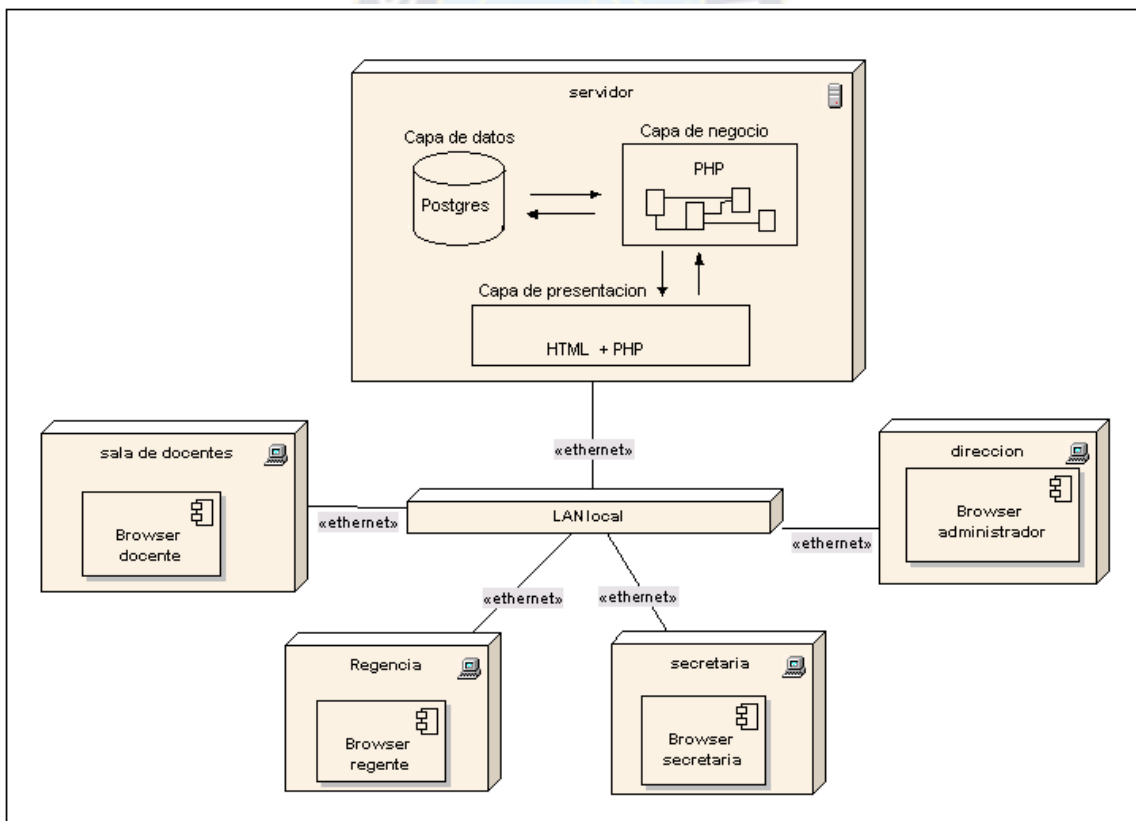 servidor
Capa de datos
Capa de negocio
Postgres
PHP
Capa de presentacion
HTML + PHP
«ethernet»
sala de docentes
Browser
docente
«ethernet»
LAN local
«ethernet»
direccion
Browser
administrador
«ethernet»
«ethernet»
Regencia
Browser
regente
secretaria
Browser
secretaria